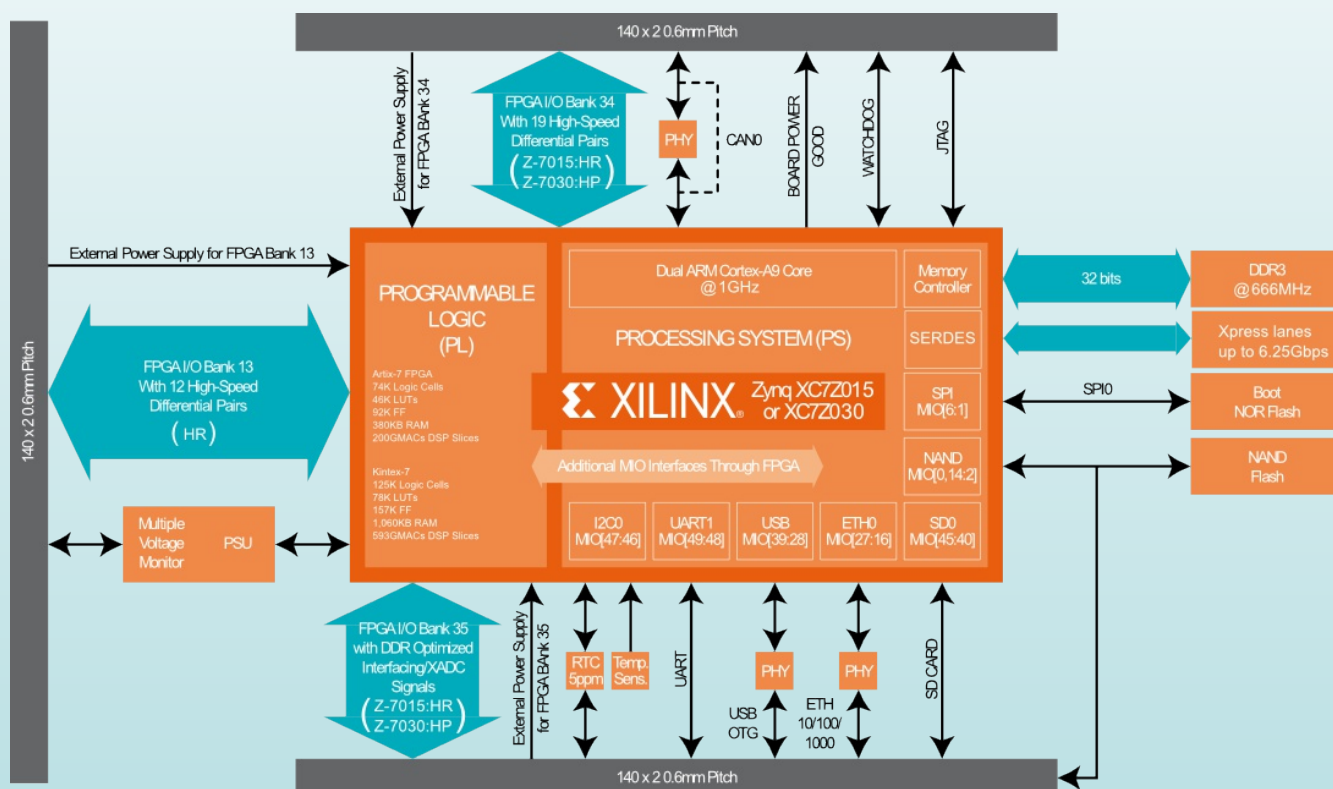 140 x 2 0.6mm Pitch
External Power Supply
for FPGA BAnk 34
FPGA I/O Bank 34
With 19 High-Speed
Differential Pairs
(Z-7015:HR
Z-7030:HP)
PHY
CAN0
BOARD POWER
GOOD
WATCHDOG
JTAG
External Power Supply for FPGA Bank 13
140 x 2 0.6mm Pitch
FPGA I/O Bank 13
With 12 High-Speed
Differential Pairs
(HR)
Multiple
Voltage
Monitor
PSU
PROGRAMMABLE
LOGIC
(PL)
Artix-7 FPGA
74K Logic Cells
46K LUTs
92K FF
380KB RAM
200GMACs DSP Slices
Kintex-7
125K Logic Cells
78K LUTs
157K FF
1,060KB RAM
593GMACs DSP Slices
Dual ARM Cortex-A9 Core
@ 1GHz
Memory
Controller
PROCESSING SYSTEM (PS)
SERDES
XILINX®
Zynq XC7Z015
or XC7Z030
SPI
MIO[6:1]
Additional MIO Interfaces Through FPGA
NAND
MIO[0,14:2]
I2C0
MIO[47:46]
UART1
MIO[49:48]
USB
MIO[39:28]
ETH0
MIO[27:16]
SD0
MIO[45:40]
32 bits
DDR3
@666MHz
Xpress lanes
up to 6.25Gbps
SPI0
Boot
NOR Flash
NAND
Flash
FPGA I/O Bank 35
with DDR Optimized
Interfacing/XADC
Signals
(Z-7015:HR
Z-7030:HP)
External Power Supply
for FPGA BAnk 35
RTC
5ppm
Temp.
Sens.
UART
PHY
USB
OTG
PHY
ETH
10/100/
1000
SD CARD
140 x 2 0.6mm Pitch